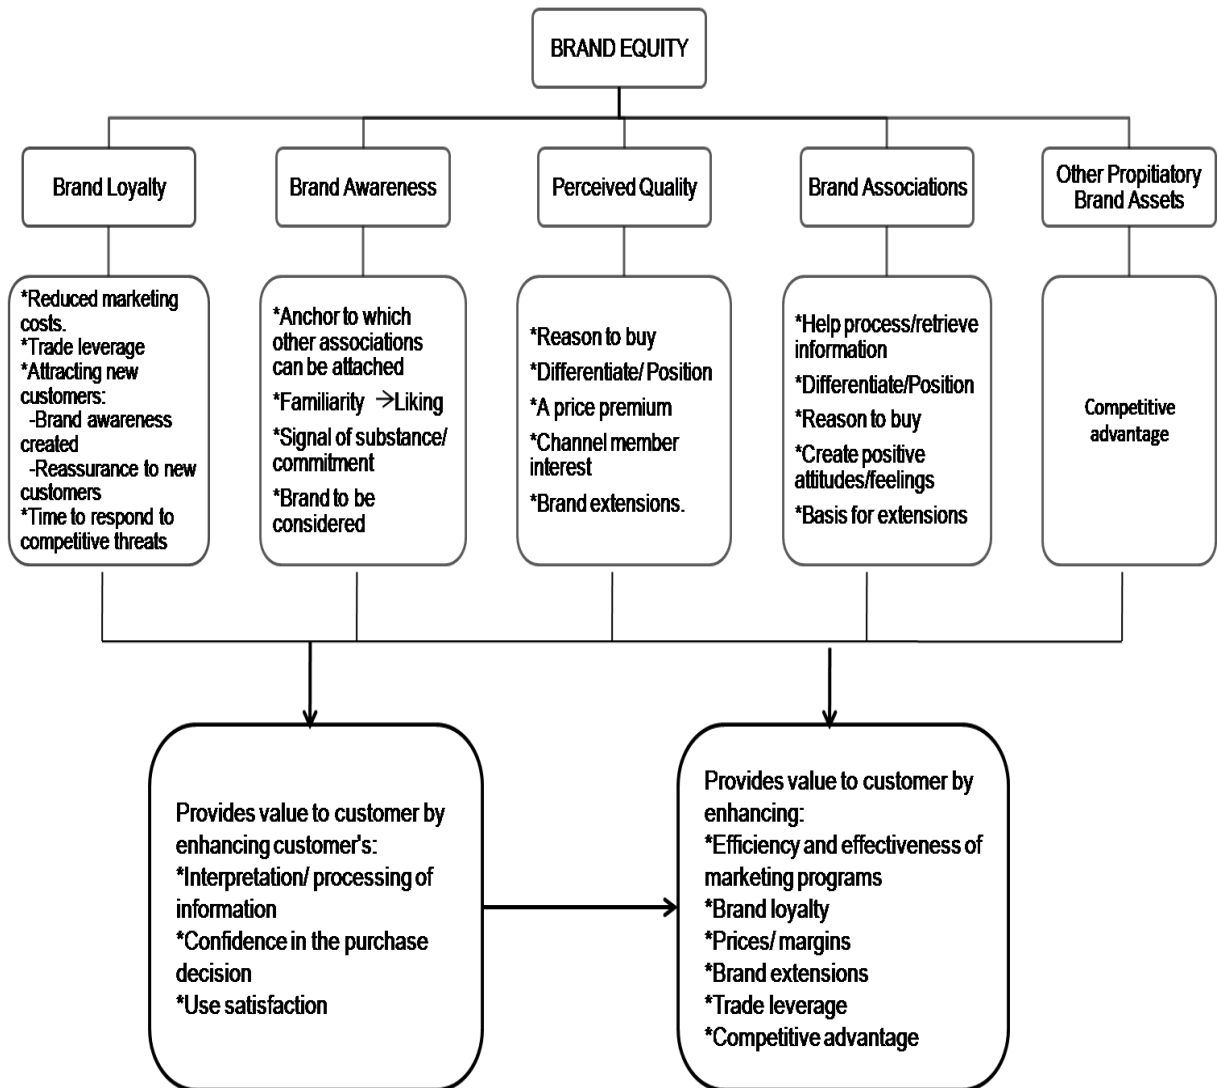 BRAND EQUITY
Brand Loyalty
Brand Awareness
Perceived Quality
Brand Associations
Other Propitiatory
Brand Assets
*Reduced marketing
costs.
*Trade leverage
*Attracting new
customers:
-Brand awareness
created
-Reassurance to new
customers
*Time to respond to
competitive threats
*Anchor to which
other associations
can be attached
*Familiarity →Liking
*Signal of substance/
commitment
*Brand to be
considered
*Reason to buy
*Differentiate/ Position
*A price premium
*Channel member
interest
*Brand extensions.
*Help process/retrieve
information
*Differentiate/Position
*Reason to buy
*Create positive
attitudes/feelings
*Basis for extensions
Competitive
advantage
Provides value to customer by
enhancing customer's:
*Interpretation/ processing of
information
*Confidence in the purchase
decision
*Use satisfaction
Provides value to customer by
enhancing:
*Efficiency and effectiveness of
marketing programs
*Brand loyalty
*Prices/ margins
*Brand extensions
*Trade leverage
*Competitive advantage